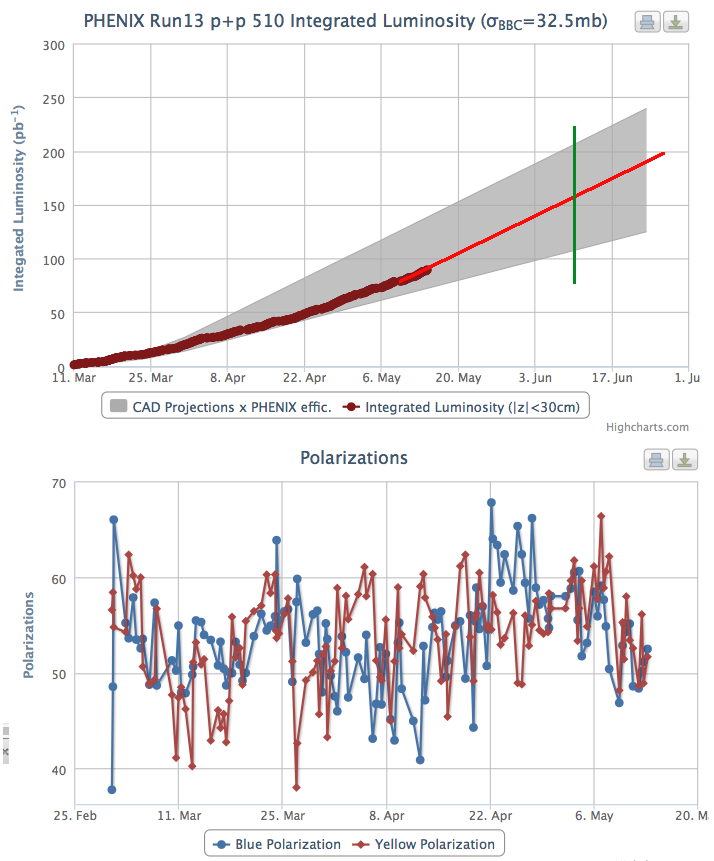 PHENIX Run13 p+p 510 Integrated Luminosity (σBBC=32.5mb)
300
250
200
150
100
50
0
Integated Luminosity (pb⁻¹)
11. Mar 25. Mar 8. Apr 22. Apr 6. May 20. May 3. Jun 17. Jun 1. Ju
CAD Projections x PHENIX effic. Integrated Luminosity (|z|<30cm)
Highcharts.com
Polarizations
70
60
50
40
Polarizations
25. Feb 11. Mar 25. Mar 8. Apr 22. Apr 6. May 20. M
Blue Polarization Yellow Polarization